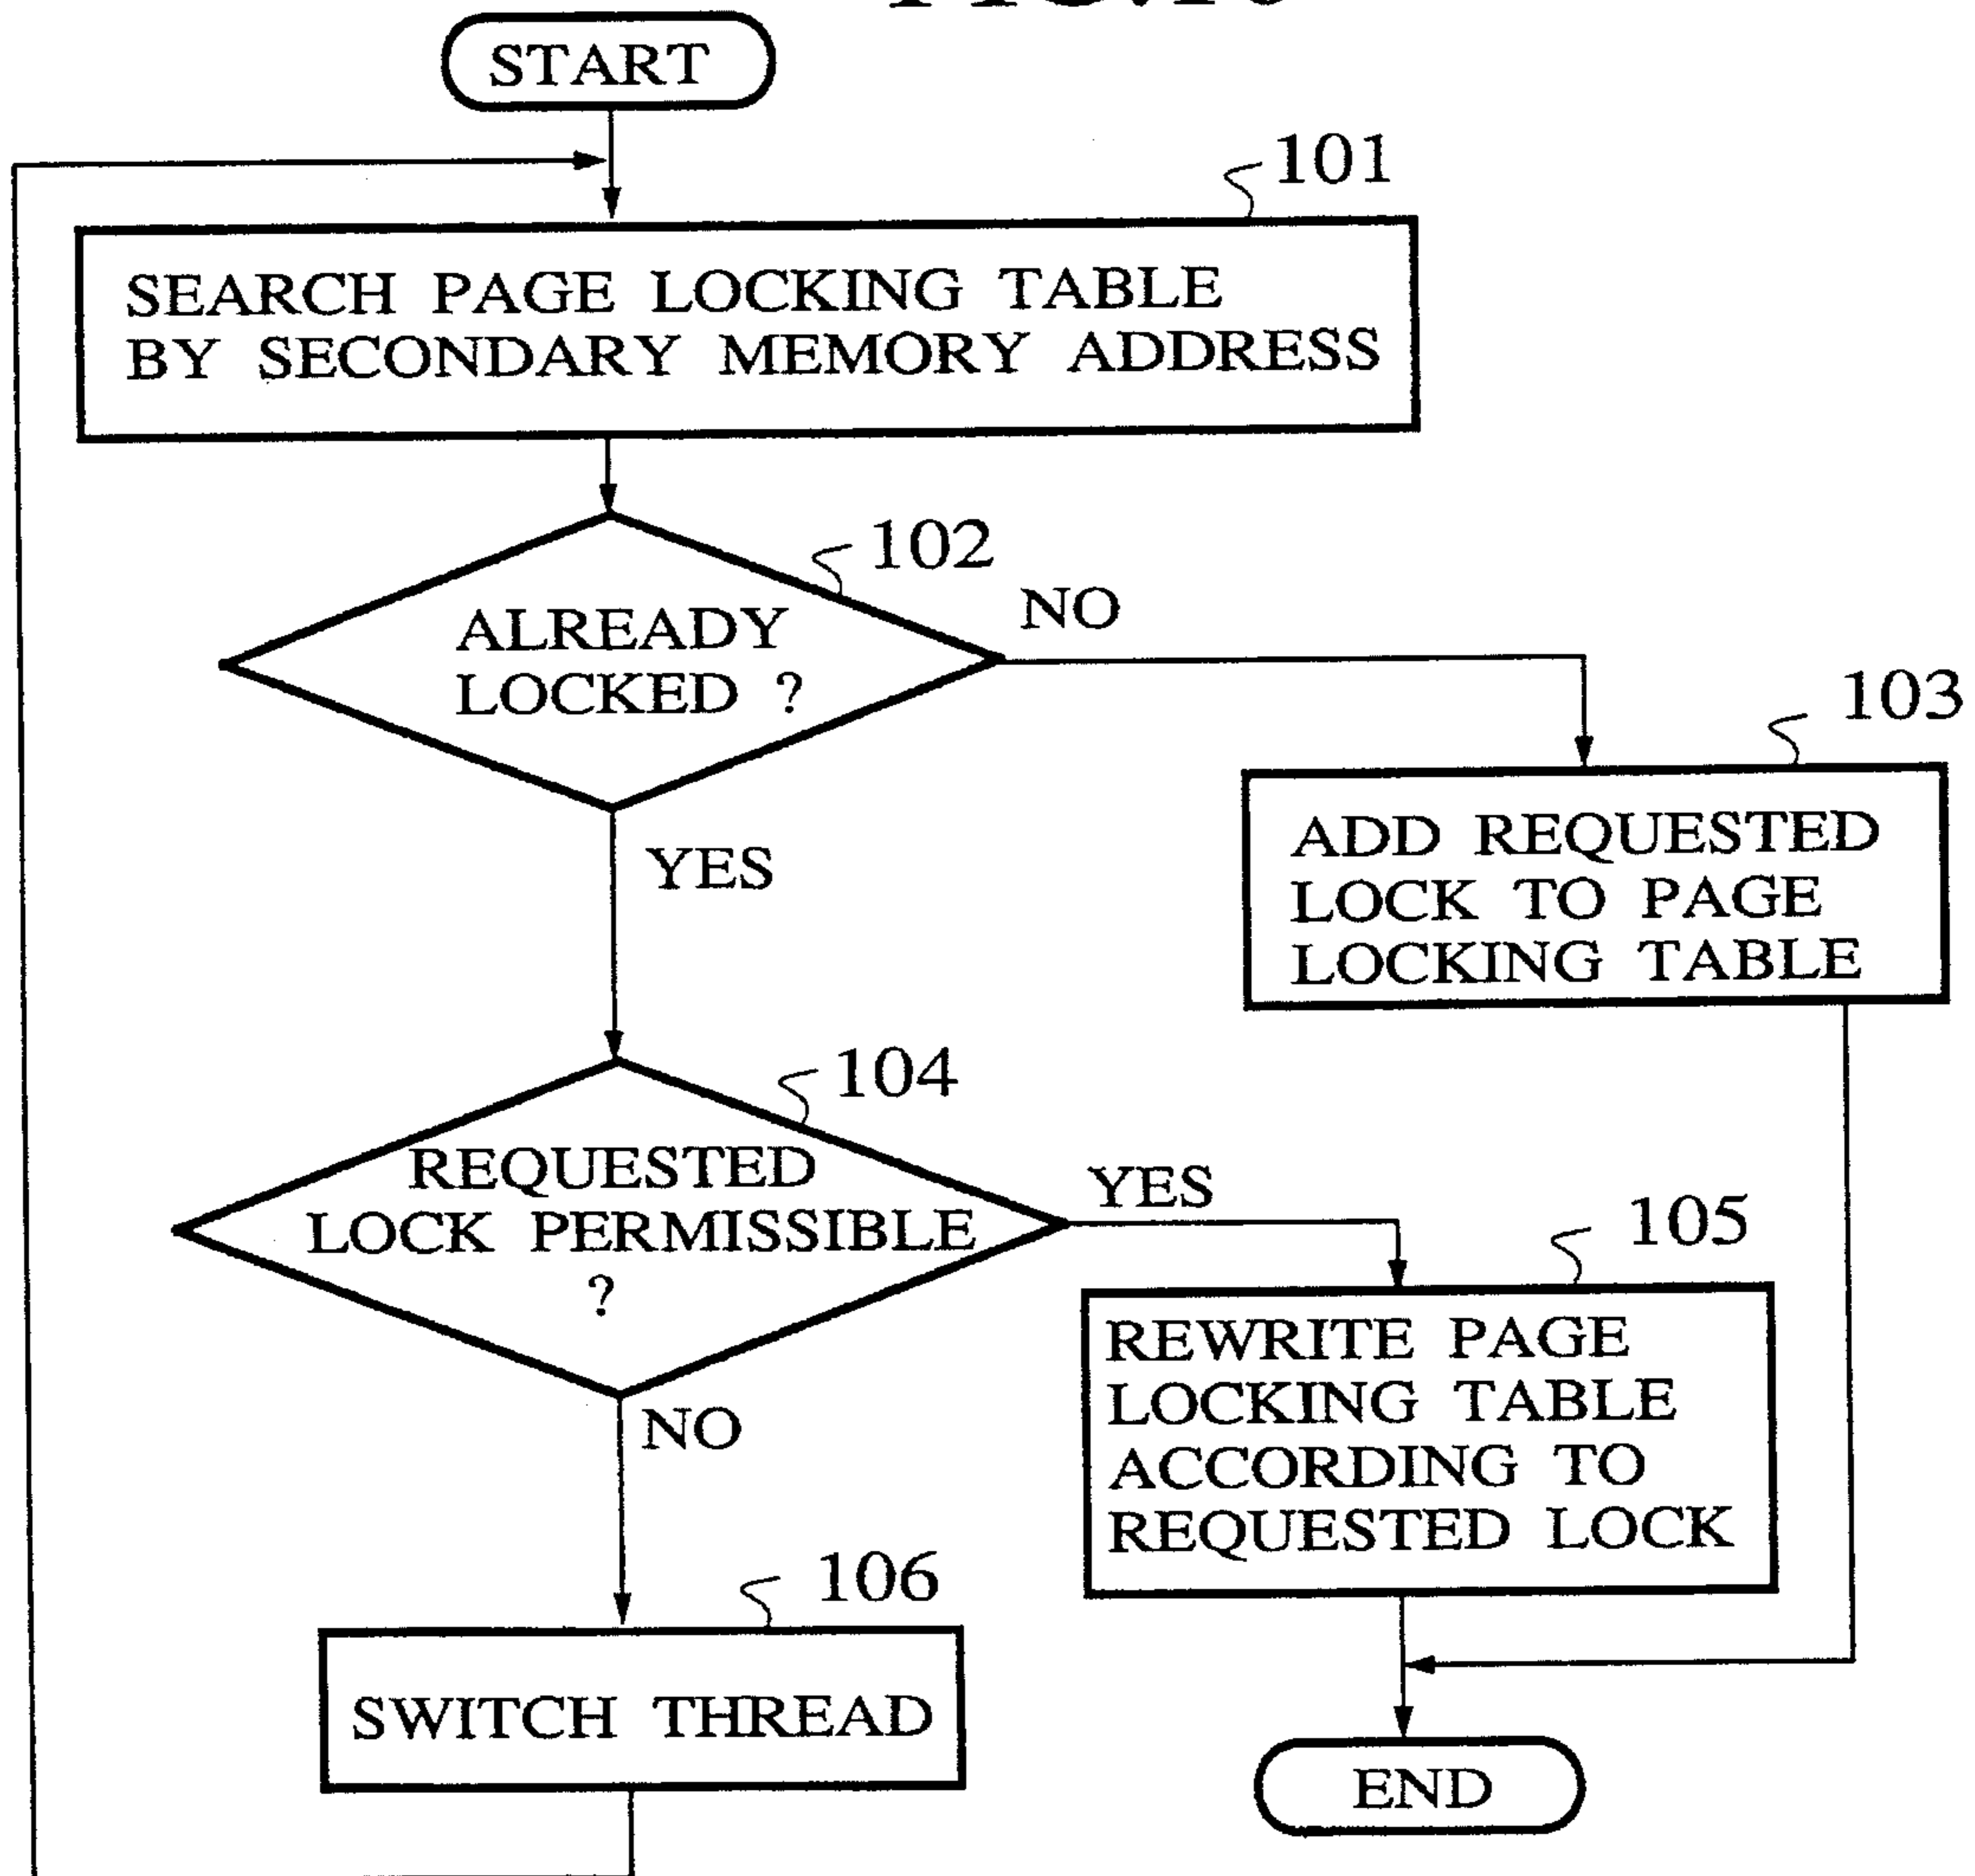 START
101
SEARCH PAGE LOCKING TABLE
BY SECONDARY MEMORY ADDRESS
102
ALREADY
LOCKED ?
NO
103
ADD REQUESTED
LOCK TO PAGE
LOCKING TABLE
YES
104
REQUESTED
LOCK PERMISSIBLE
?
YES
105
REWRITE PAGE
LOCKING TABLE
ACCORDING TO
REQUESTED LOCK
NO
106
SWITCH THREAD
END